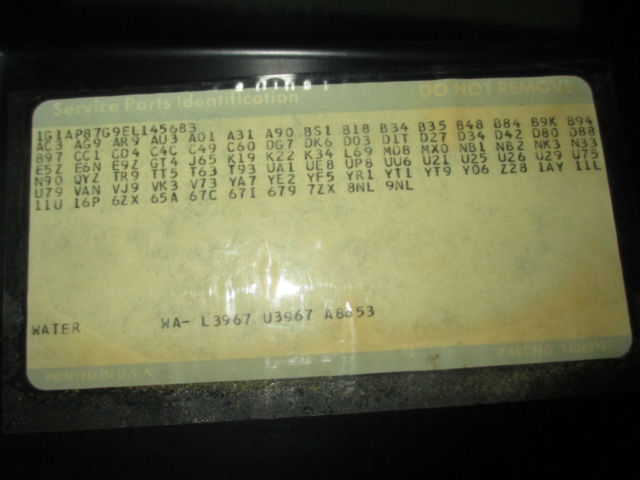 Service Parts Identification DO NOT REMOVE
1G1AP87G9EL145683
AC3 AG9 AR9 AU3 A01 A31 A90 BS1 B18 B34 B35 B48 B84 B9K B94
B97 CC1 CD4 C4C C49 C60 DG7 DK6 D03 D1T D27 D34 D42 D80 D88
E5Z E6N E9Z GT4 J65 K19 K22 K34 L69 MDB MX0 NB1 NB2 NK3 N33
N90 QYZ TR9 TT5 T63 T93 UA1 UE8 UP8 UU6 U21 U25 U26 U29 U75
U79 VAN VJ9 VK3 V73 YA7 YE2 YF5 YR1 YT1 YT9 Y06 Z28 1AY 11L
11U 16P 6ZX 65A 67C 67I 679 7ZX 8NL 9NL
WATER WA- L3967 U3967
PRINTED IN U.S.A. PART NO.